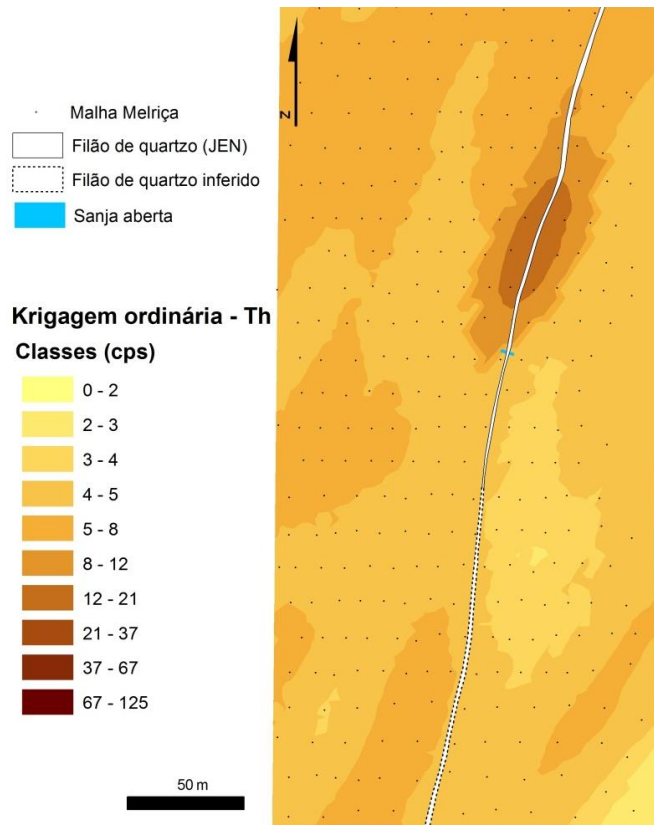 N
Malha Melriça
Filão de quartzo (JEN)
Filão de quartzo inferido
Sanja aberta
Krigagem ordinária - Th
Classes (cps)
0 - 2
2 - 3
3 - 4
4 - 5
5 - 8
8 - 12
12 - 21
21 - 37
37 - 67
67 - 125
50 m